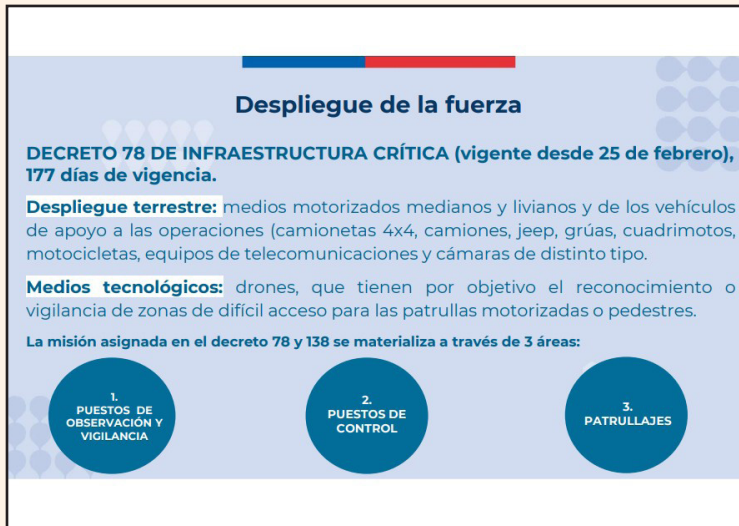 Despliegue de la fuerza
DECRETO 78 DE INFRAESTRUCTURA CRÍTICA (vigente desde 25 de febrero),
177 días de vigencia.
Despliegue terrestre: medios motorizados medianos y livianos y de los vehículos
de apoyo a las operaciones (camionetas 4x4, camiones, jeep, grúas, cuadrimotos,
motocicletas, equipos de telecomunicaciones y cámaras de distinto tipo.
Medios tecnológicos: drones, que tienen por objetivo el reconocimiento o
vigilancia de zonas de difícil acceso para las patrullas motorizadas o pedestres.
La misión asignada en el decreto 78 y 138 se materializa a través de 3 áreas:
1.
PUESTOS DE
OBSERVACIÓN Y
VIGILANCIA
2.
PUESTOS DE
CONTROL
3.
PATRULLAJES